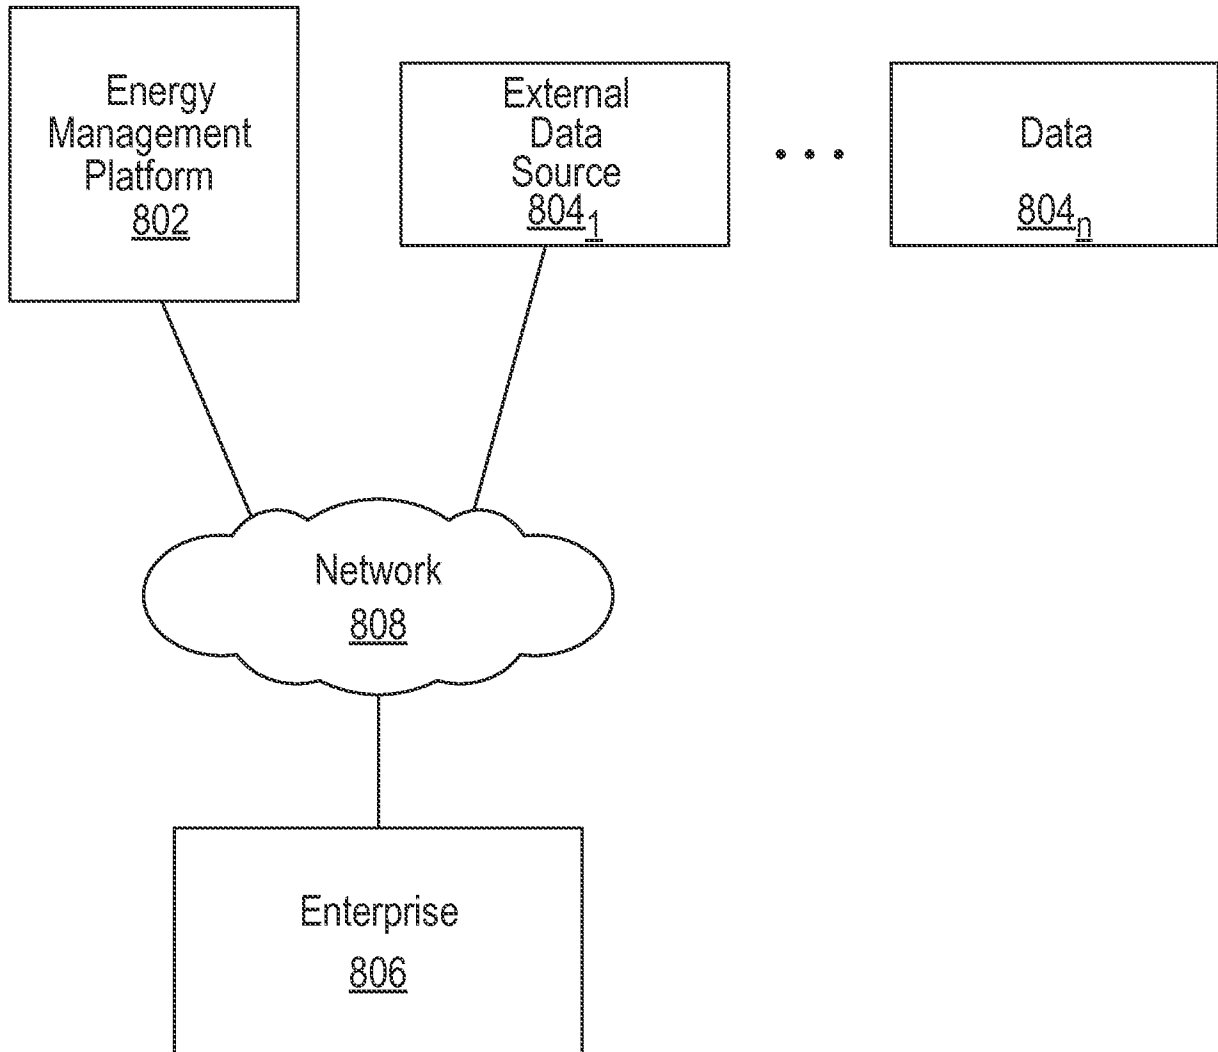 Energy
Management
Platform
802
External
Data
Source
804₁
• • •
Data
804ₙ
Network
808
Enterprise
806